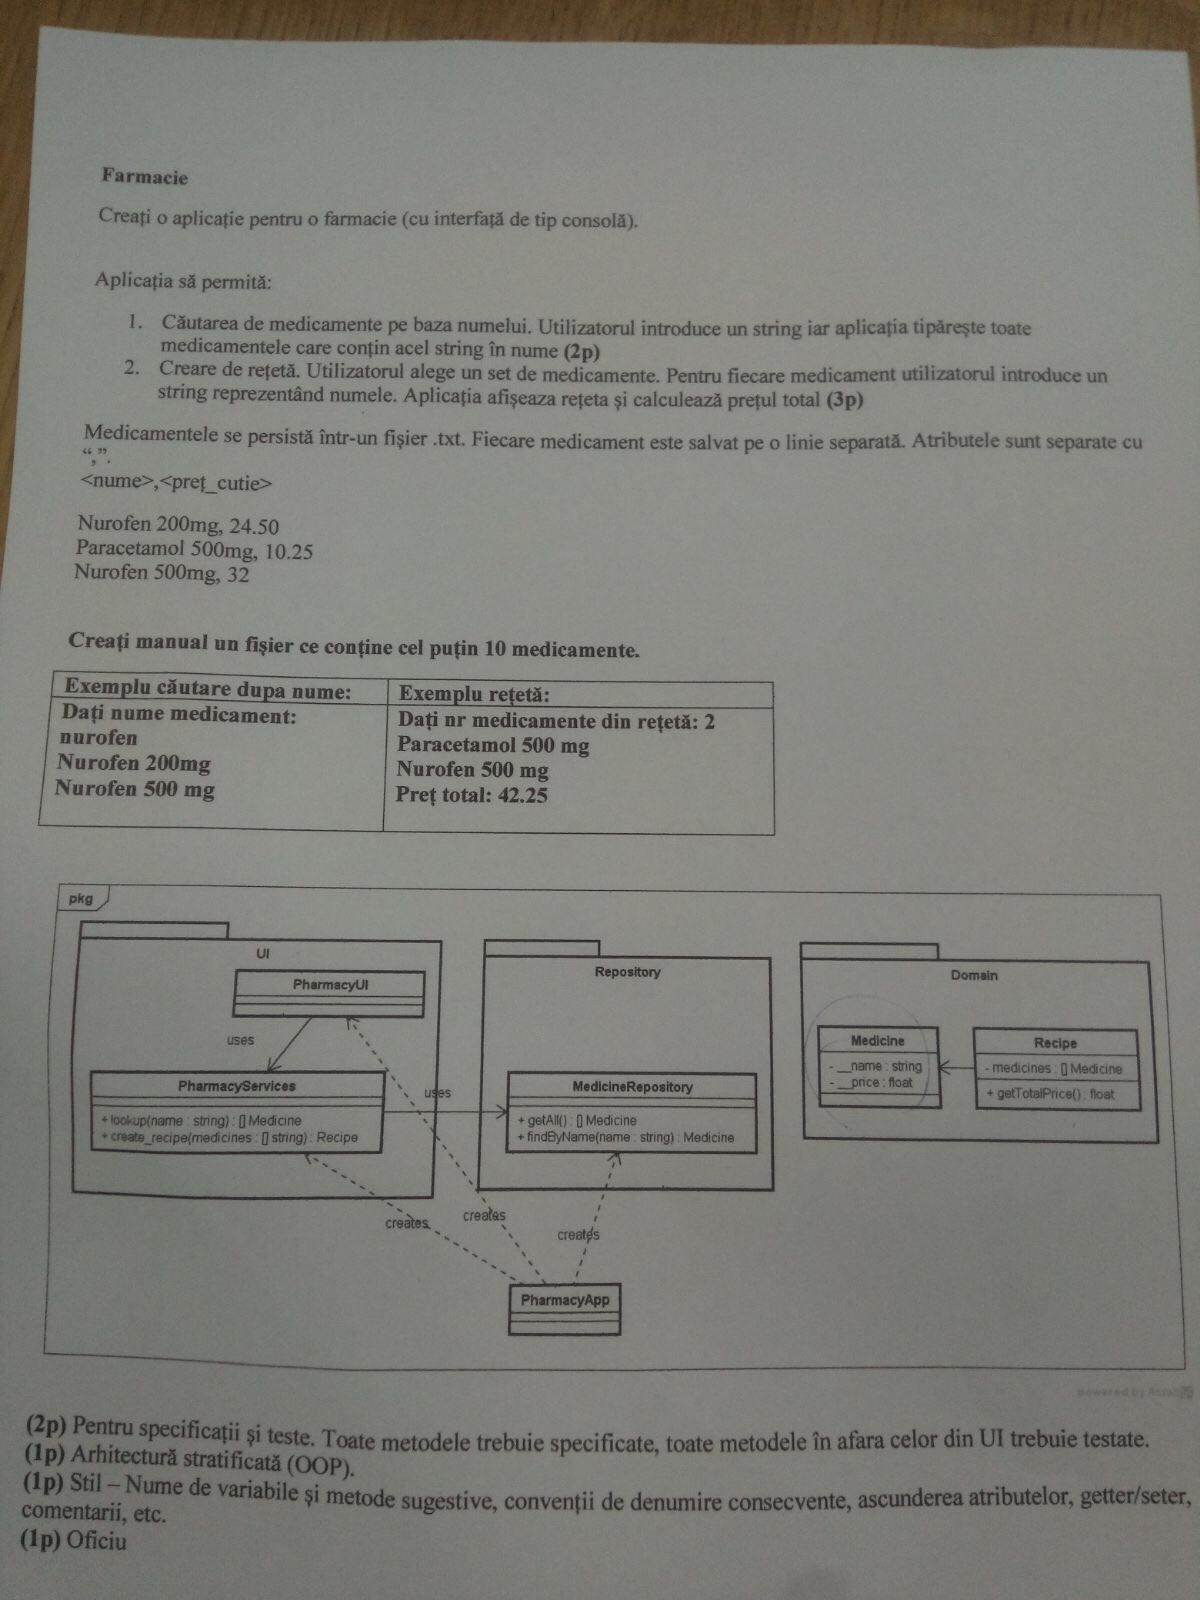 Farmacie
Creați o aplicație pentru o farmacie (cu interfață de tip consolă).
Aplicația să permită:
1. Căutarea de medicamente pe baza numelui. Utilizatorul introduce un string iar aplicația tipărește toate
medicamentele care conțin acel string în nume (2p)
2. Creare de rețetă. Utilizatorul alege un set de medicamente. Pentru fiecare medicament utilizatorul introduce un
string reprezentând numele. Aplicația afișeaza rețeta și calculează prețul total (3p)
Medicamentele se persistă într-un fișier .txt. Fiecare medicament este salvat pe o linie separată. Atributele sunt separate cu
“,”.
<nume>,<preț_cutie>
Nurofen 200mg, 24.50
Paracetamol 500mg, 10.25
Nurofen 500mg, 32
Creați manual un fișier ce conține cel puțin 10 medicamente.
Exemplu căutare dupa nume:
Dați nume medicament:
nurofen
Nurofen 200mg
Nurofen 500 mg
Exemplu rețetă:
Dați nr medicamente din rețetă: 2
Paracetamol 500 mg
Nurofen 500 mg
Preț total: 42.25
pkg
UI
PharmacyUI
uses
PharmacyServices
+ lookup(name : string) : [] Medicine
+ create_recipe(medicines : [] string) : Recipe
uses
Repository
MedicineRepository
+ getAll() : [] Medicine
+ findByName(name : string) : Medicine
Domain
Medicine
- __name : string
- __price : float
Recipe
- medicines : [] Medicine
+ getTotalPrice() : float
creates
creates
creates
PharmacyApp
powered by Astah
(2p) Pentru specificații și teste. Toate metodele trebuie specificate, toate metodele în afara celor din UI trebuie testate.
(1p) Arhitectură stratificată (OOP).
(1p) Stil – Nume de variabile și metode sugestive, convenții de denumire consecvente, ascunderea atributelor, getter/seter,
comentarii, etc.
(1p) Oficiu